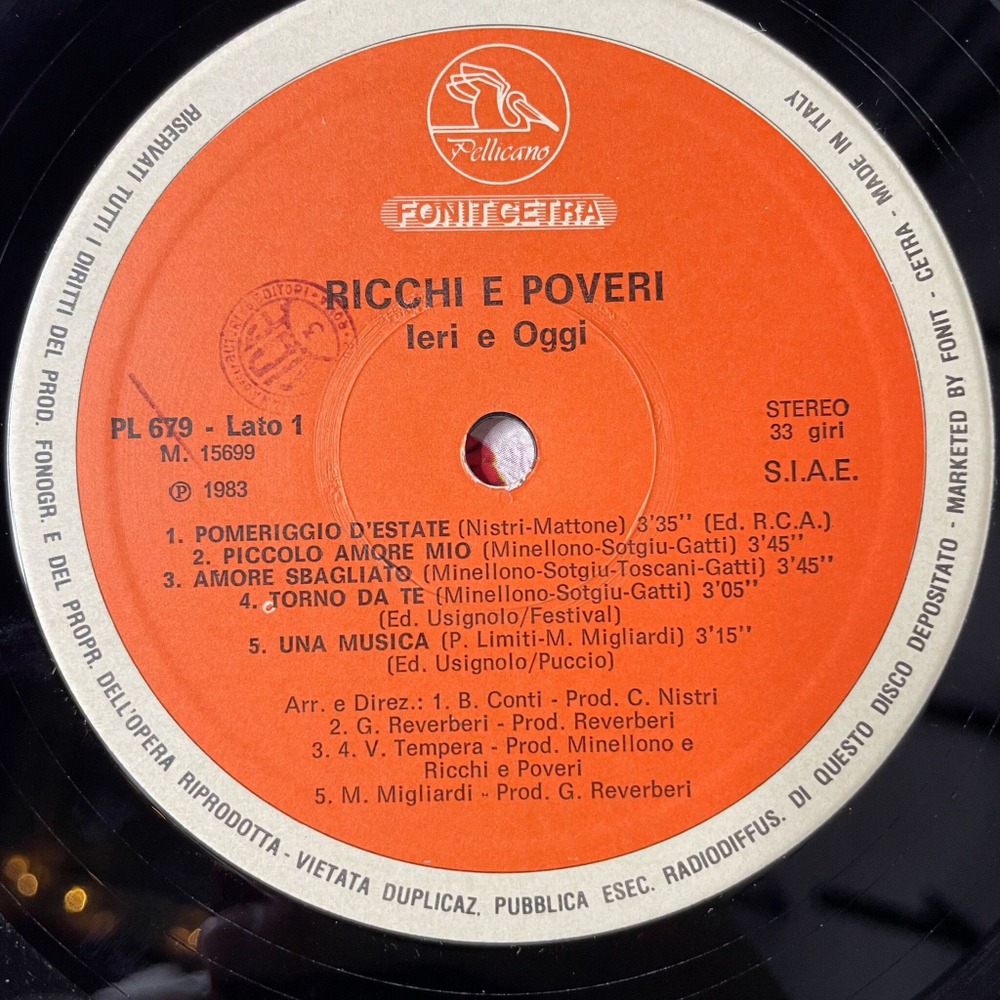 Pellicano
FONIT CETRA
RICCHI E POVERI
Ieri e Oggi
PL 679 - Lato 1
M. 15699
Ⓟ 1983
STEREO
33 giri
S.I.A.E.
1. POMERIGGIO D'ESTATE (Nistri-Mattone) 3'35'' (Ed. R.C.A.)
2. PICCOLO AMORE MIO (Minellono-Sotgiu-Gatti) 3'45''
3. AMORE SBAGLIATO (Minellono-Sotgiu-Toscani-Gatti) 3'45''
4. TORNO DA TE (Minellono-Sotgiu-Gatti) 3'05''
(Ed. Usignolo/Festival)
5. UNA MUSICA (P. Limiti-M. Migliardi) 3'15''
(Ed. Usignolo/Puccio)
Arr. e Direz.: 1. B. Conti - Prod. C. Nistri
2. G. Reverberi - Prod. Reverberi
3. 4. V. Tempera - Prod. Minellono e
Ricchi e Poveri
5. M. Migliardi - Prod. G. Reverberi
RISERVATI TUTTI I DIRITTI DEL PROD. FONOGR. E DEL PROPR. DELL'OPERA RIPRODOTTA - VIETATA DUPLICAZ. PUBBLICA ESEC. RADIODIFFUS. DI QUESTO DISCO DEPOSITATO - MARKETED BY FONIT - CETRA - MADE IN ITALY